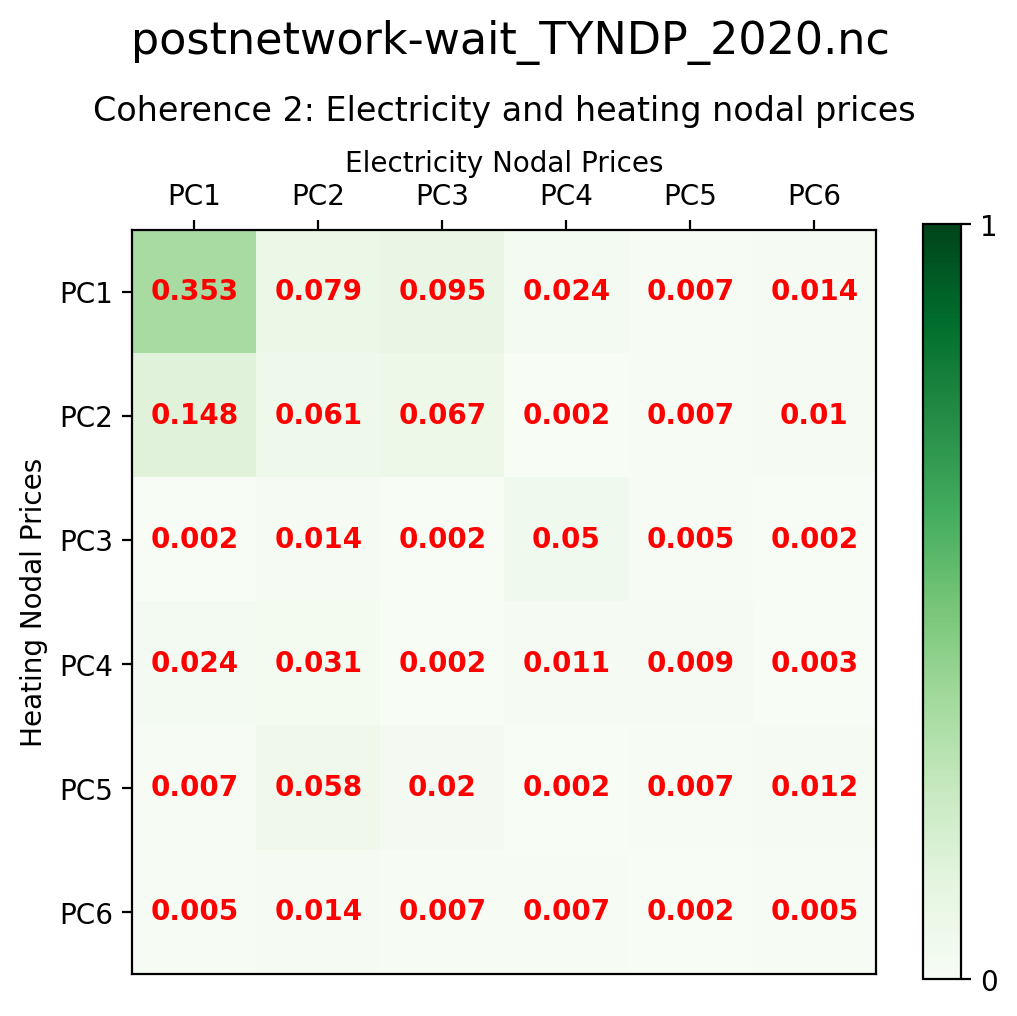 postnetwork-wait_TYNDP_2020.nc
Coherence 2: Electricity and heating nodal prices
Electricity Nodal Prices
PC1 PC2 PC3 PC4 PC5 PC6
1
PC1 0.353 0.079 0.095 0.024 0.007 0.014
PC2 0.148 0.061 0.067 0.002 0.007 0.01
Heating Nodal Prices
PC3 0.002 0.014 0.002 0.05 0.005 0.002
PC4 0.024 0.031 0.002 0.011 0.009 0.003
PC5 0.007 0.058 0.02 0.002 0.007 0.012
PC6 0.005 0.014 0.007 0.007 0.002 0.005
0